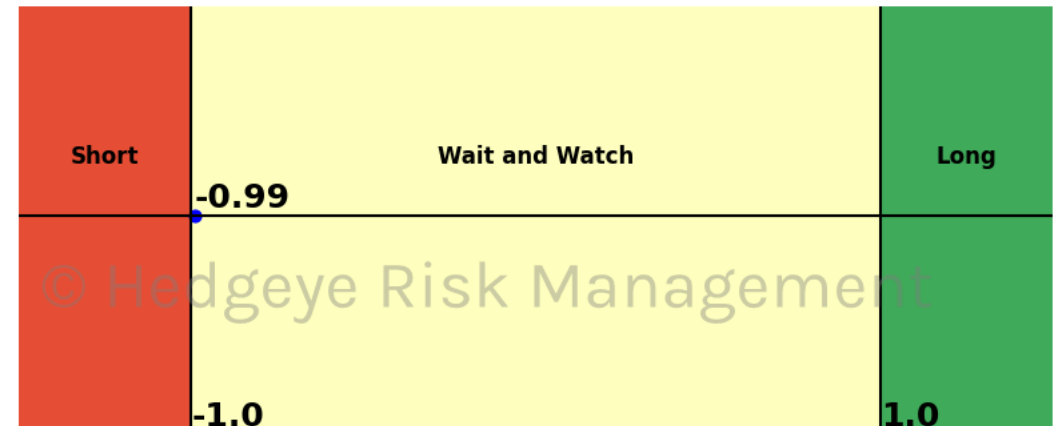 Short
Wait and Watch
Long
-0.99
© Hedgeye Risk Management
-1.0
1.0